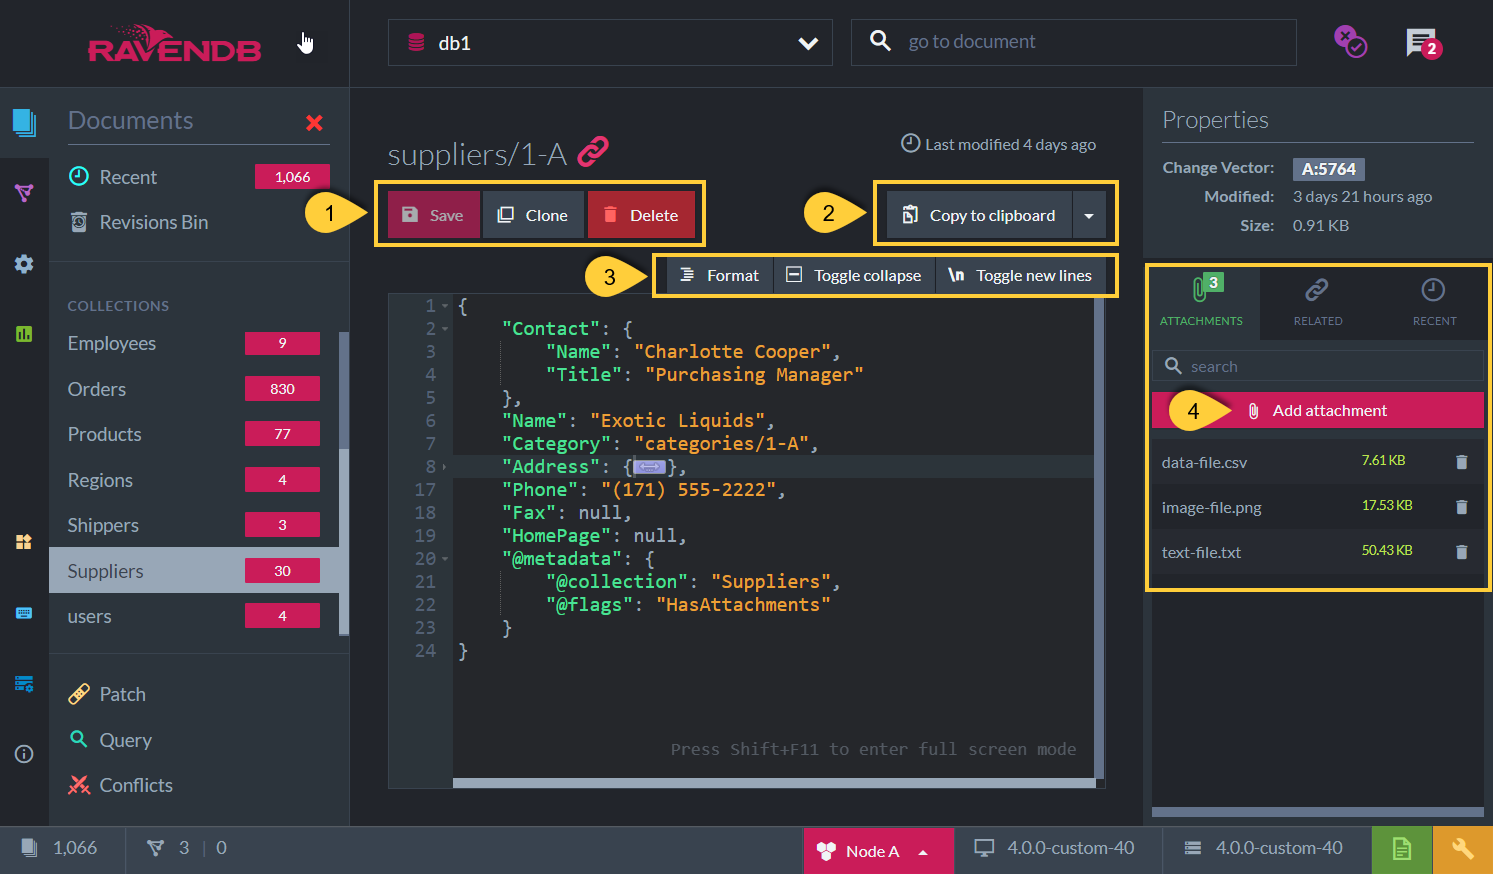 RAVENDB
db1
go to document
2
Documents
Recent 1,066
Revisions Bin
COLLECTIONS
Employees 9
Orders 830
Products 77
Regions 4
Shippers 3
Suppliers 30
users 4
Patch
Query
Conflicts
suppliers/1-A
Last modified 4 days ago
1
Save Clone Delete
2
Copy to clipboard
3
Format Toggle collapse \n Toggle new lines
1 {
2 "Contact": {
3 "Name": "Charlotte Cooper",
4 "Title": "Purchasing Manager"
5 },
6 "Name": "Exotic Liquids",
7 "Category": "categories/1-A",
8 "Address": {},
17 "Phone": "(171) 555-2222",
18 "Fax": null,
19 "HomePage": null,
20 "@metadata": {
21 "@collection": "Suppliers",
22 "@flags": "HasAttachments"
23 }
24 }
Press Shift+F11 to enter full screen mode
Properties
Change Vector: A:5764
Modified: 3 days 21 hours ago
Size: 0.91 KB
3
ATTACHMENTS RELATED RECENT
search
4
Add attachment
data-file.csv 7.61 KB
image-file.png 17.53 KB
text-file.txt 50.43 KB
1,066 3 | 0 Node A 4.0.0-custom-40 4.0.0-custom-40